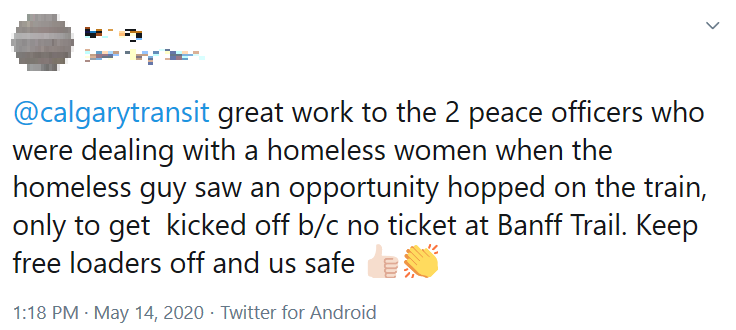 @calgarytransit great work to the 2 peace officers who
were dealing with a homeless women when the
homeless guy saw an opportunity hopped on the train,
only to get  kicked off b/c no ticket at Banff Trail. Keep
free loaders off and us safe 👍🏻👏
1:18 PM · May 14, 2020 · Twitter for Android